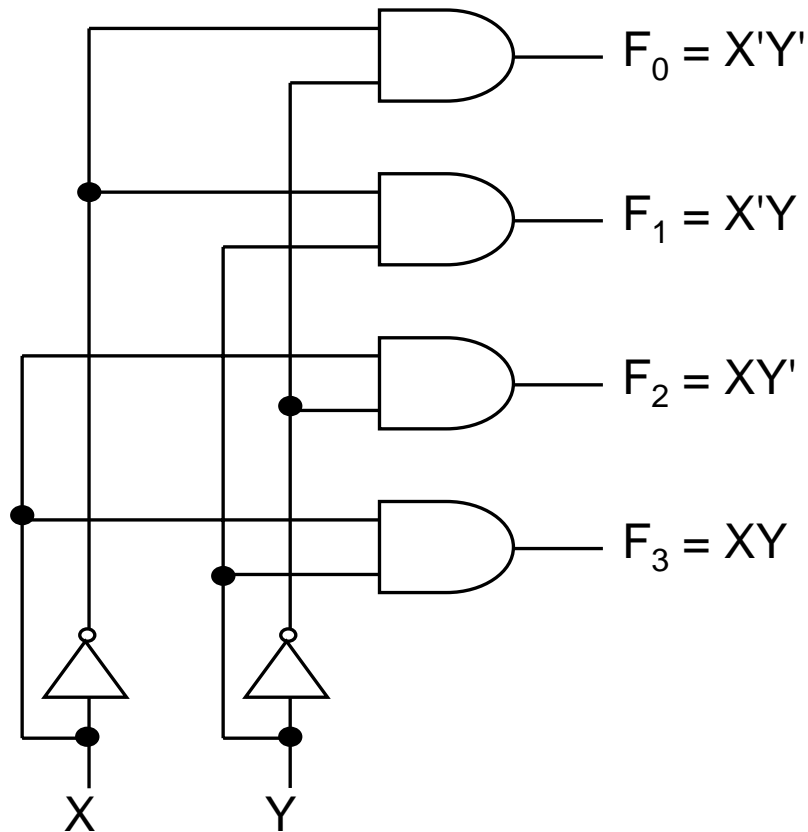 F₀ = X'Y'
F₁ = X'Y
F₂ = XY'
F₃ = XY
X Y